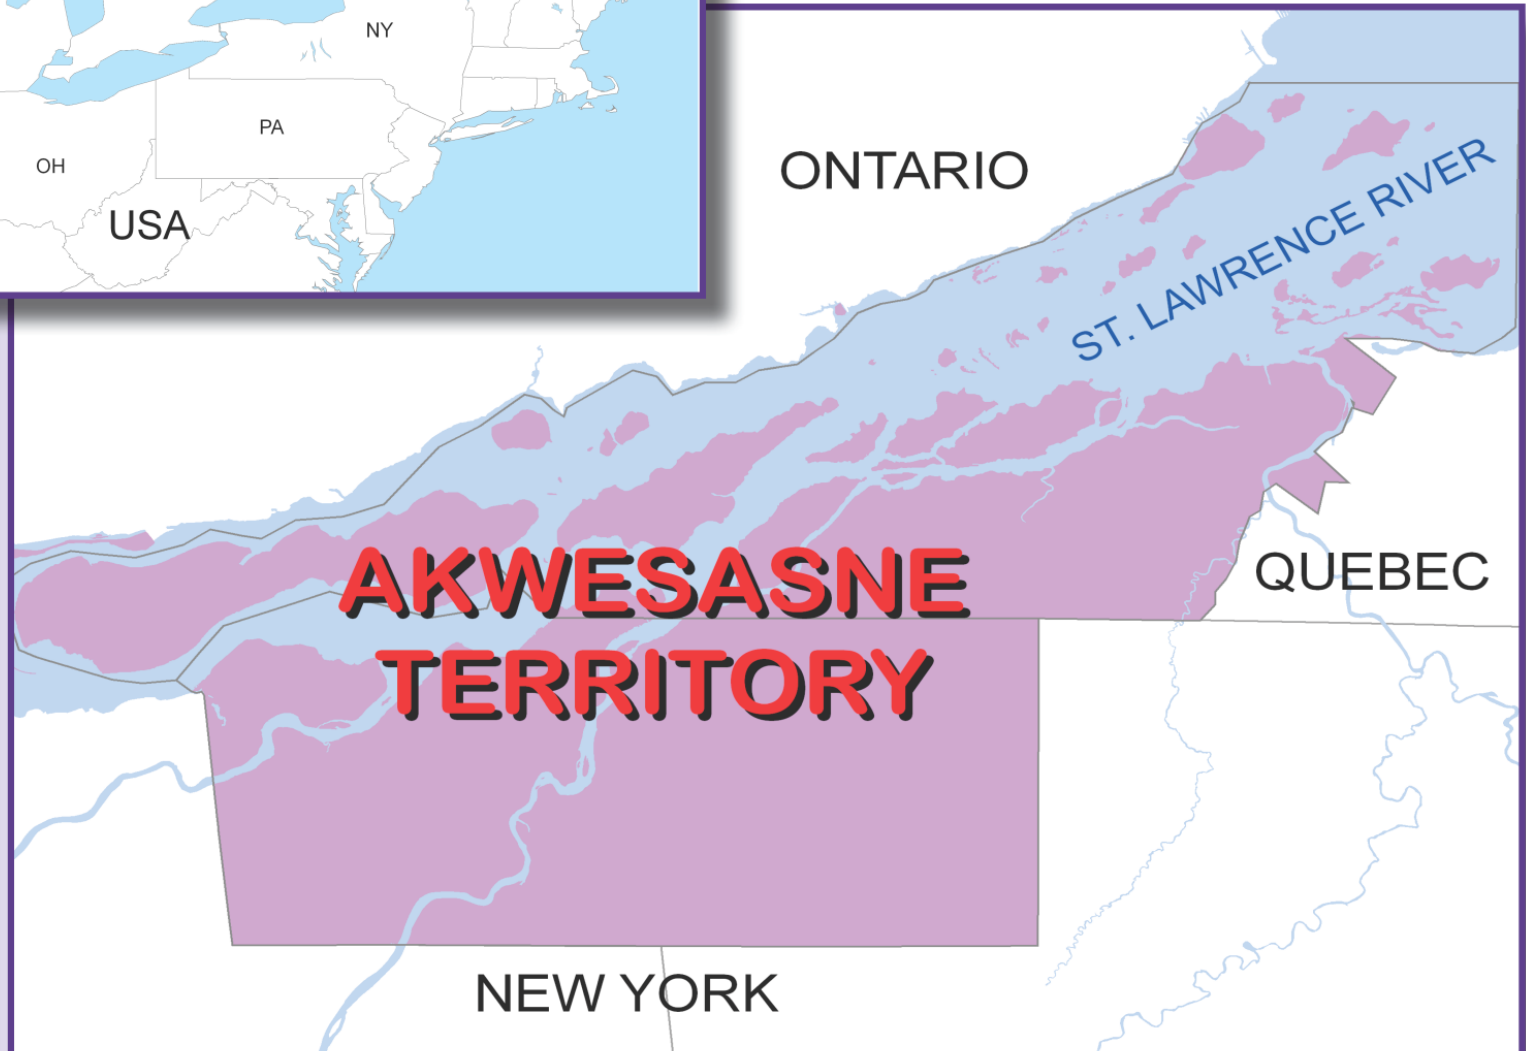 NY
PA
OH
USA
ONTARIO
ST. LAWRENCE RIVER
AKWESASNE
TERRITORY
QUEBEC
NEW YORK